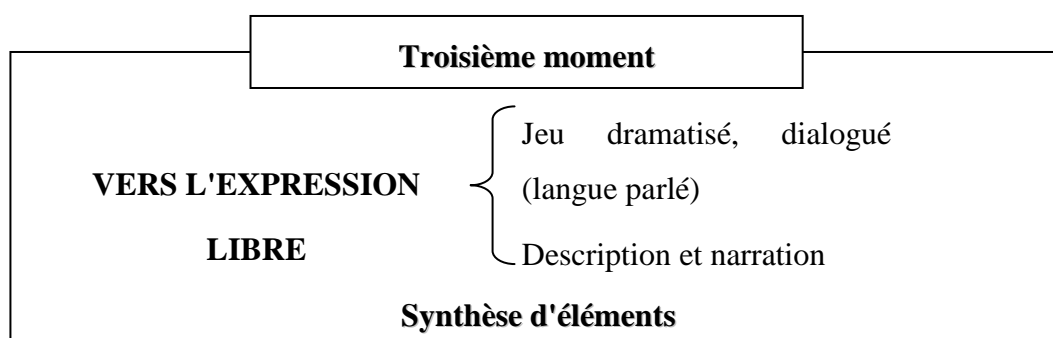 Troisième moment
Jeu dramatisé, dialogué
VERS L'EXPRESSION
(langue parlé)
LIBRE
Description et narration
Synthèse d'éléments